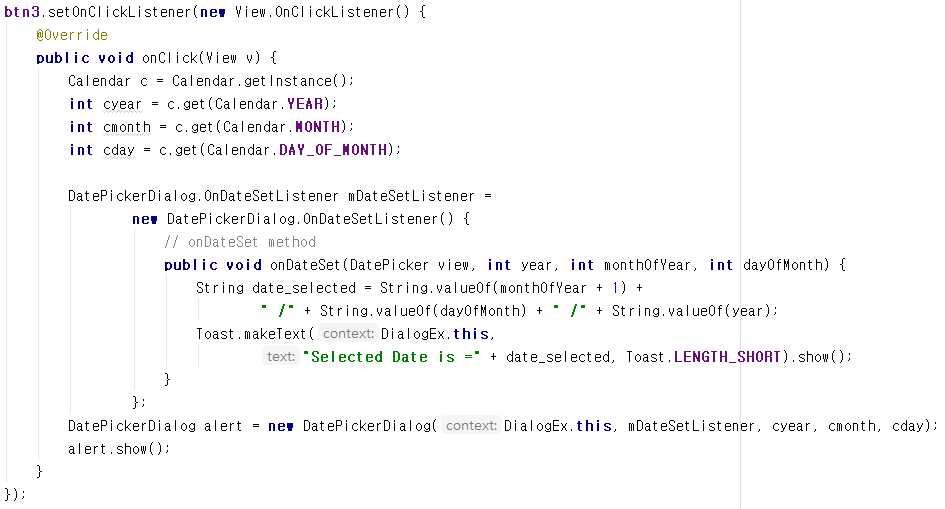 btn3.setOnClickListener(new View.OnClickListener() {
@Override
public void onClick(View v) {
Calendar c = Calendar.getInstance();
int cyear = c.get(Calendar.YEAR);
int cmonth = c.get(Calendar.MONTH);
int cday = c.get(Calendar.DAY_OF_MONTH);
DatePickerDialog.OnDateSetListener mDateSetListener =
new DatePickerDialog.OnDateSetListener() {
// onDateSet method
public void onDateSet(DatePicker view, int year, int monthOfYear, int dayOfMonth) {
String date_selected = String.valueOf(monthOfYear + 1) +
" /" + String.valueOf(dayOfMonth) + " /" + String.valueOf(year);
Toast.makeText( context: DialogEx.this,
text: "Selected Date is =" + date_selected, Toast.LENGTH_SHORT).show();
}
};
DatePickerDialog alert = new DatePickerDialog( context: DialogEx.this, mDateSetListener, cyear, cmonth, cday);
alert.show();
}
});